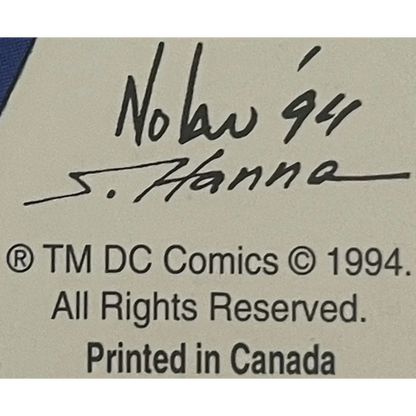 Nolan '94
S. Hanna
® TM DC Comics © 1994.
All Rights Reserved.
Printed in Canada